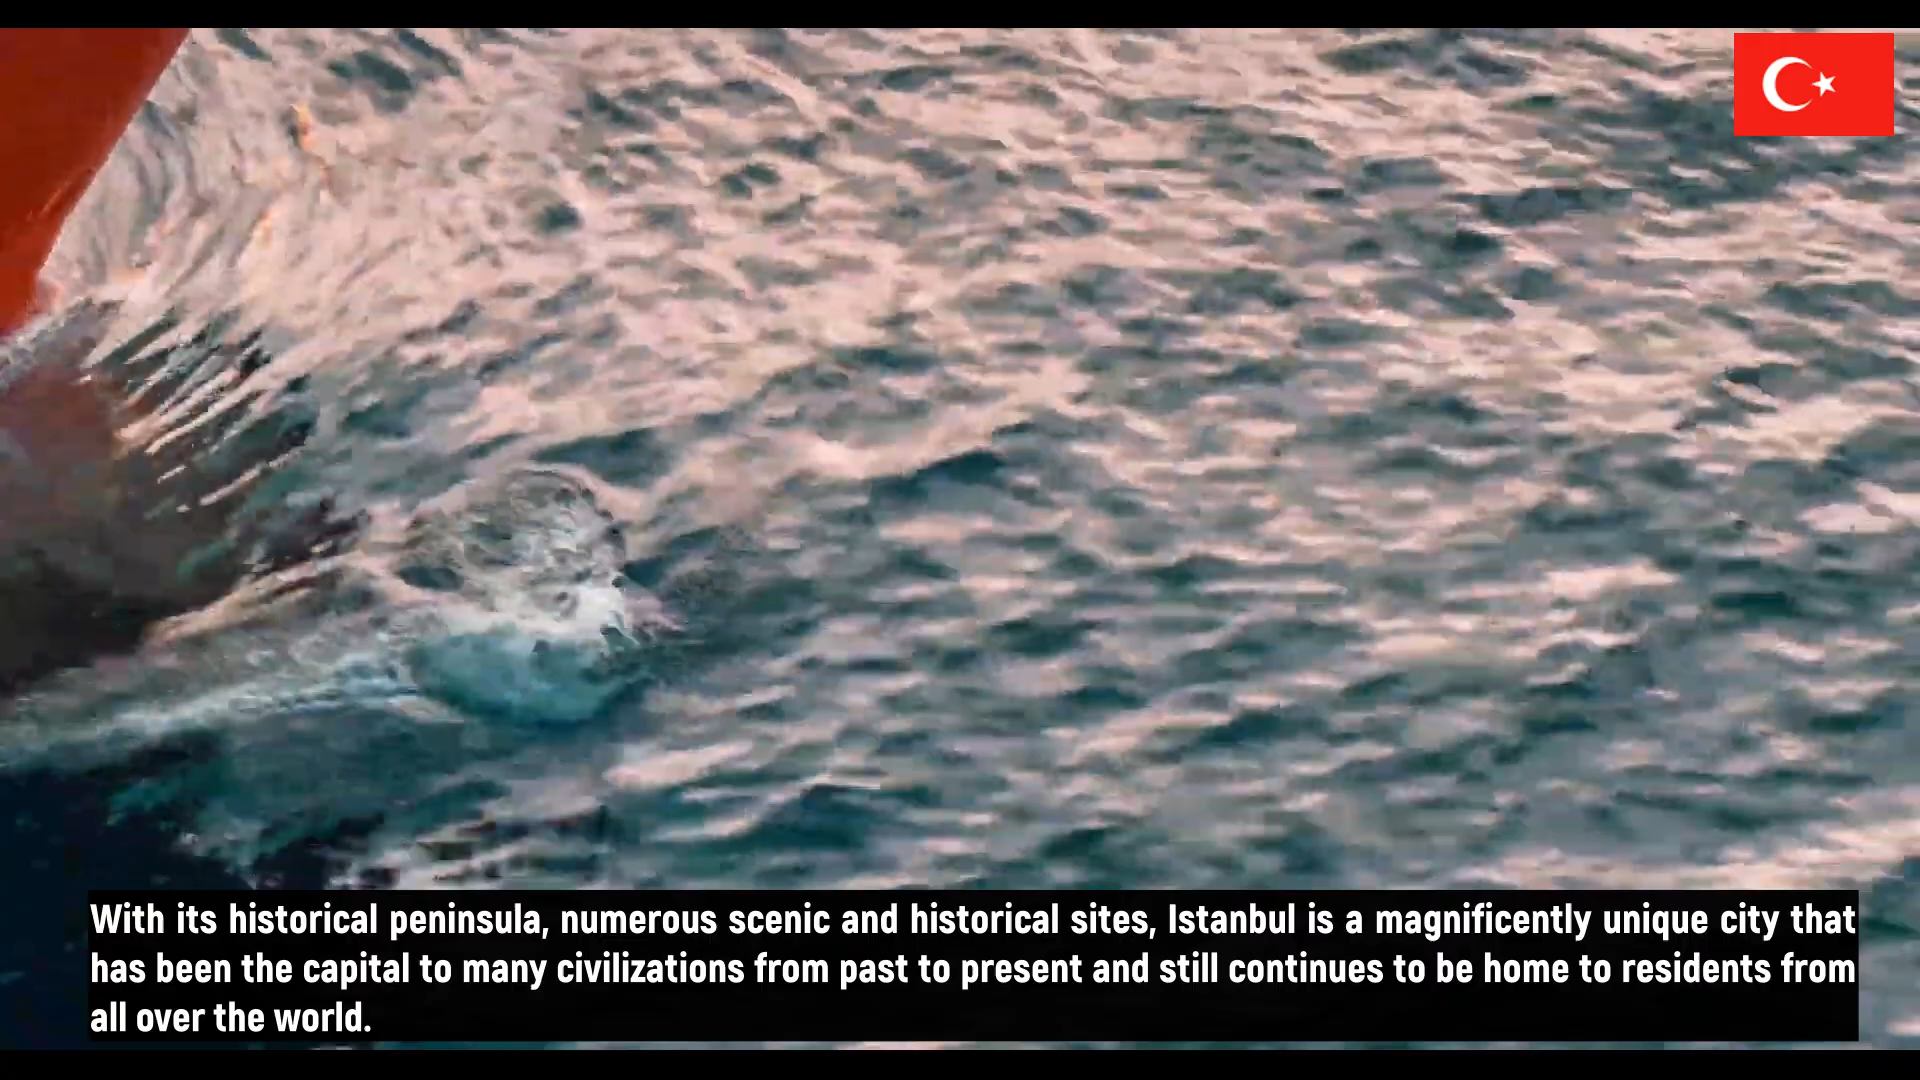 With its historical peninsula, numerous scenic and historical sites, Istanbul is a magnificently unique city that
has been the capital to many civilizations from past to present and still continues to be home to residents from
all over the world.